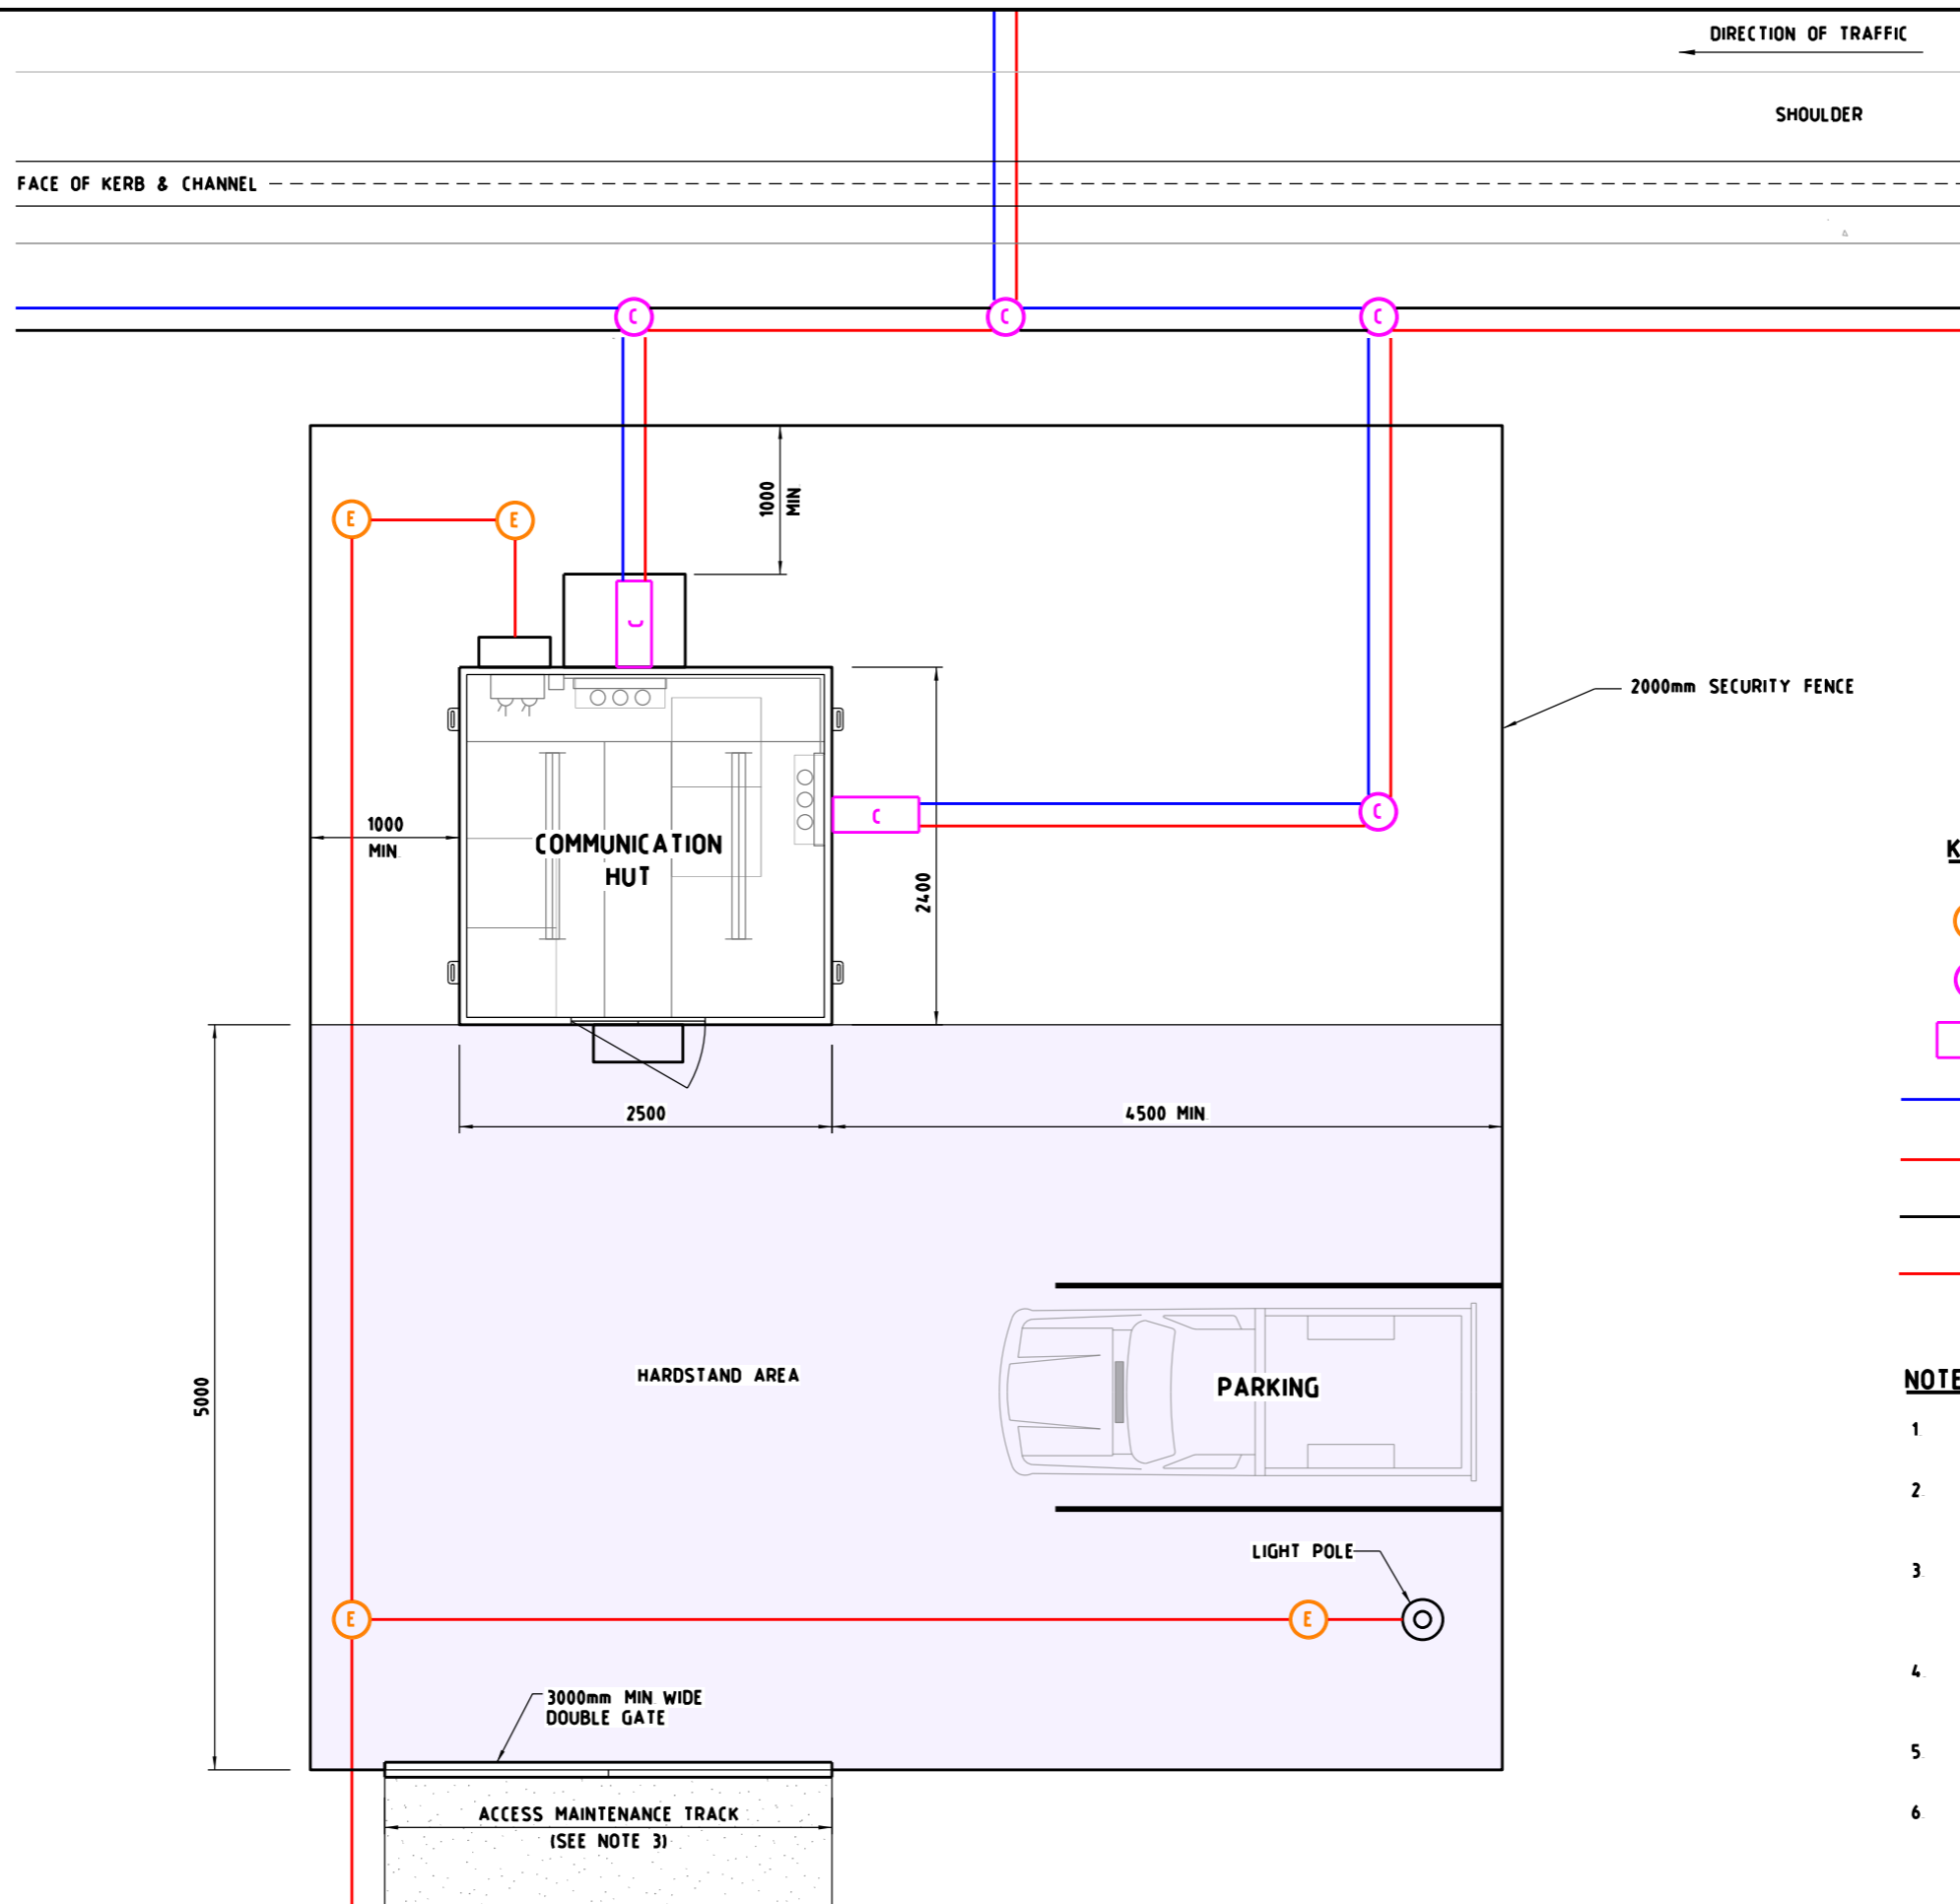 DIRECTION OF TRAFFIC
SHOULDER
FACE OF KERB & CHANNEL
C
C
C
1000
MIN.
E
E
C
2000mm SECURITY FENCE
C
C
1000
MIN.
COMMUNICATION
HUT
2400
K
2500
4500 MIN.
HARDSTAND AREA
PARKING
5000
NOTE
1.
2.
LIGHT POLE
3.
E
E
4.
3000mm MIN. WIDE
DOUBLE GATE
5.
ACCESS MAINTENANCE TRACK
(SEE NOTE 3)
6.